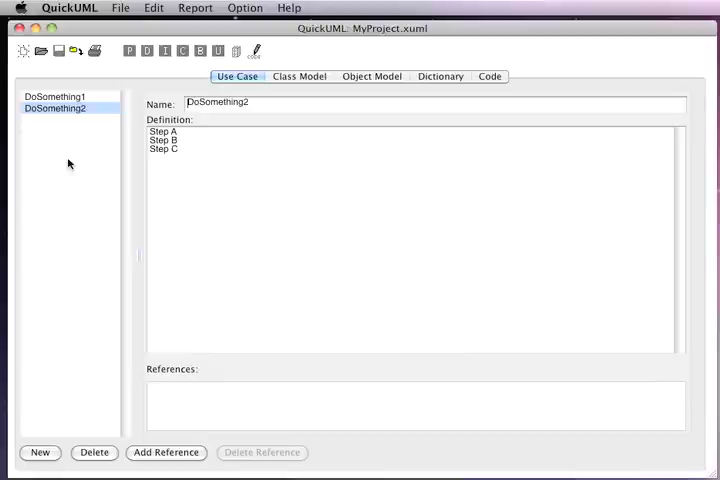 QuickUML File Edit Report Option Help
QuickUML: MyProject.xuml
P D I C B U CODE
Use Case Class Model Object Model Dictionary Code
DoSomething1
DoSomething2
Name: DoSomething2
Definition:
Step A
Step B
Step C
References:
New Delete Add Reference Delete Reference